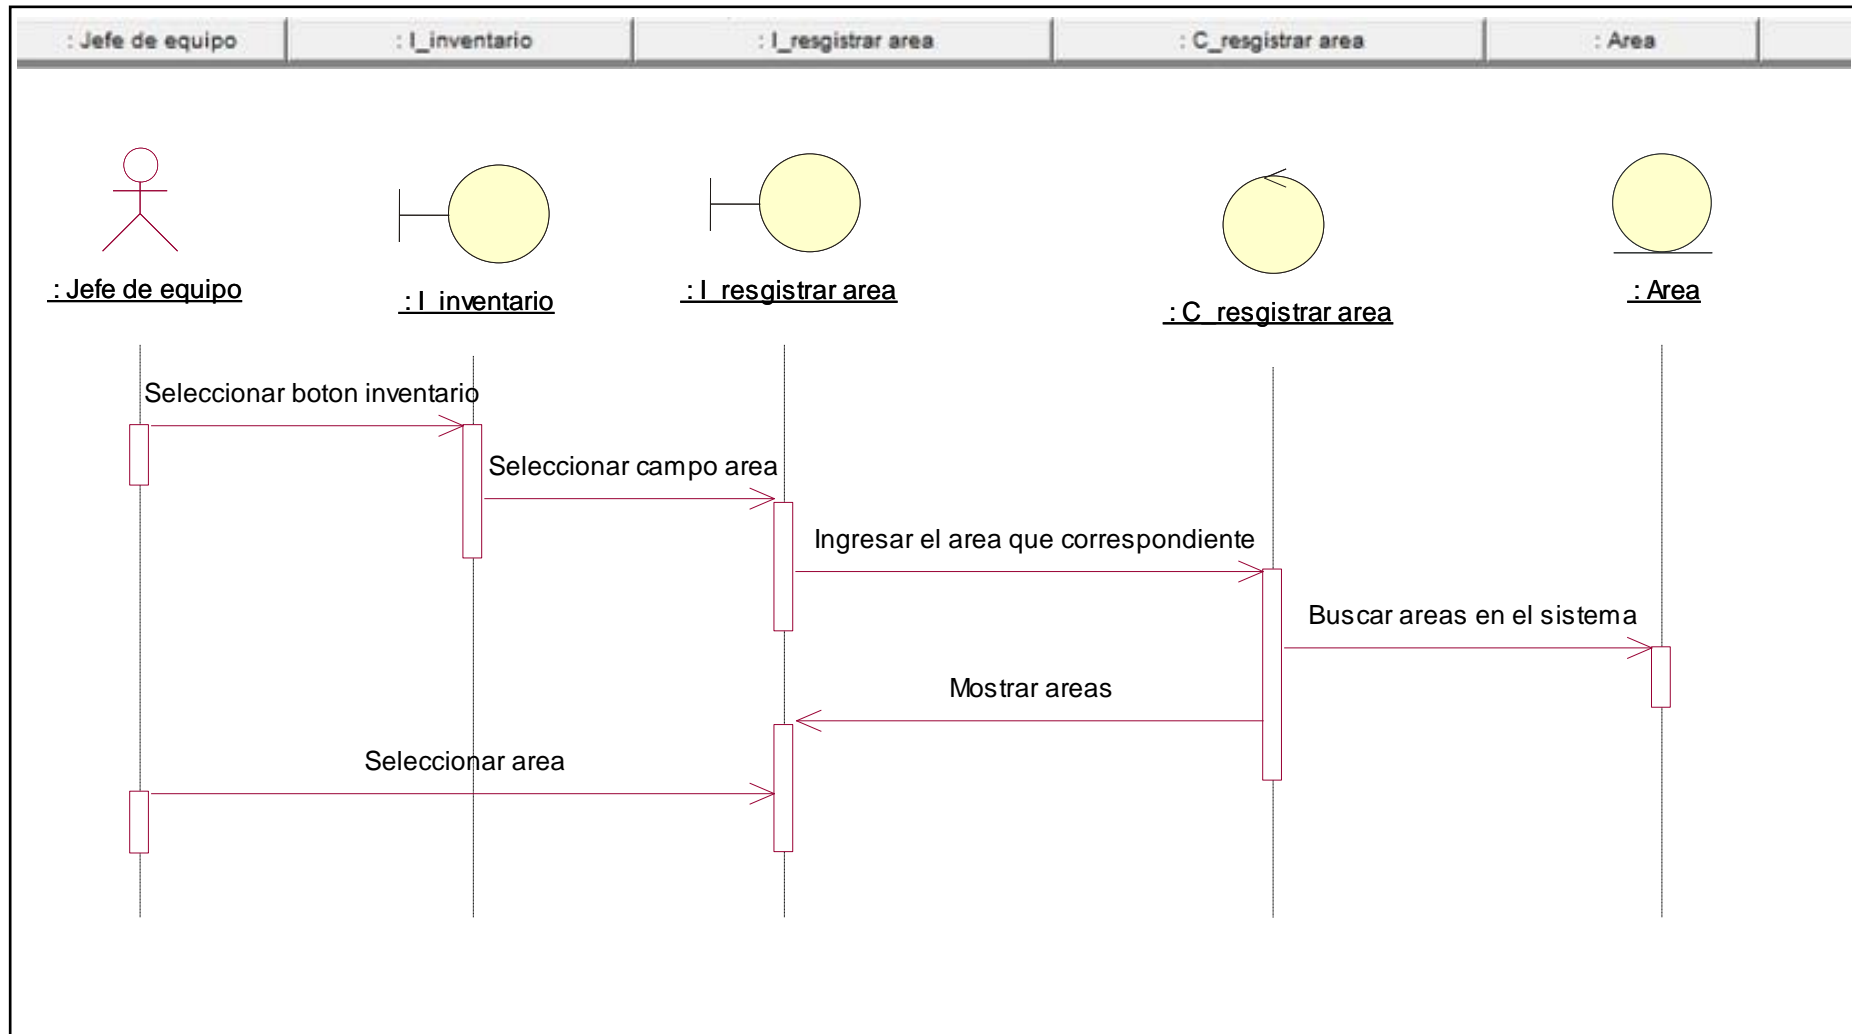 : Jefe de equipo
: I_inventario
: I_resgistrar area
: C_resgistrar area
: Area
: Jefe de equipo
: I_inventario
: I_resgistrar area
: C_resgistrar area
: Area
Seleccionar boton inventario
Seleccionar campo area
Ingresar el area que correspondiente
Buscar areas en el sistema
Mostrar areas
Seleccionar area